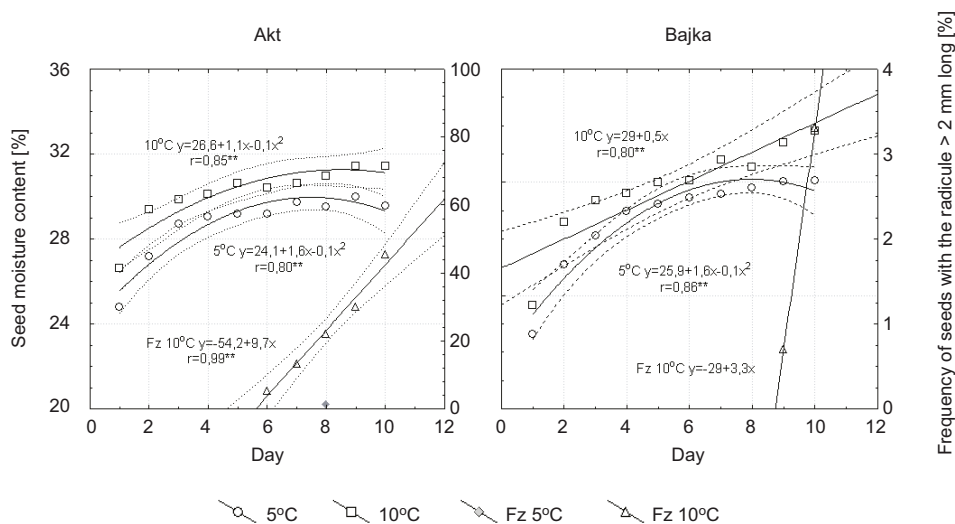 Akt
Bajka
Seed moisture content [%]
36
32
28
24
20
100
80
60
40
20
0
10°C y=26,6+1,1x-0,1x²
r=0,85**
5°C y=24,1+1,6x-0,1x²
r=0,80**
Fz 10°C y=-54,2+9,7x
r=0,99**
0 2 4 6 8 10 12
Day
10°C y=29+0,5x
r=0,80**
5°C y=25,9+1,6x-0,1x²
r=0,86**
Fz 10°C y=-29+3,3x
4
3
2
1
0
0 2 4 6 8 10 12
Day
Frequency of seeds with the radicule > 2 mm long [%]
5°C 10°C Fz 5°C Fz 10°C